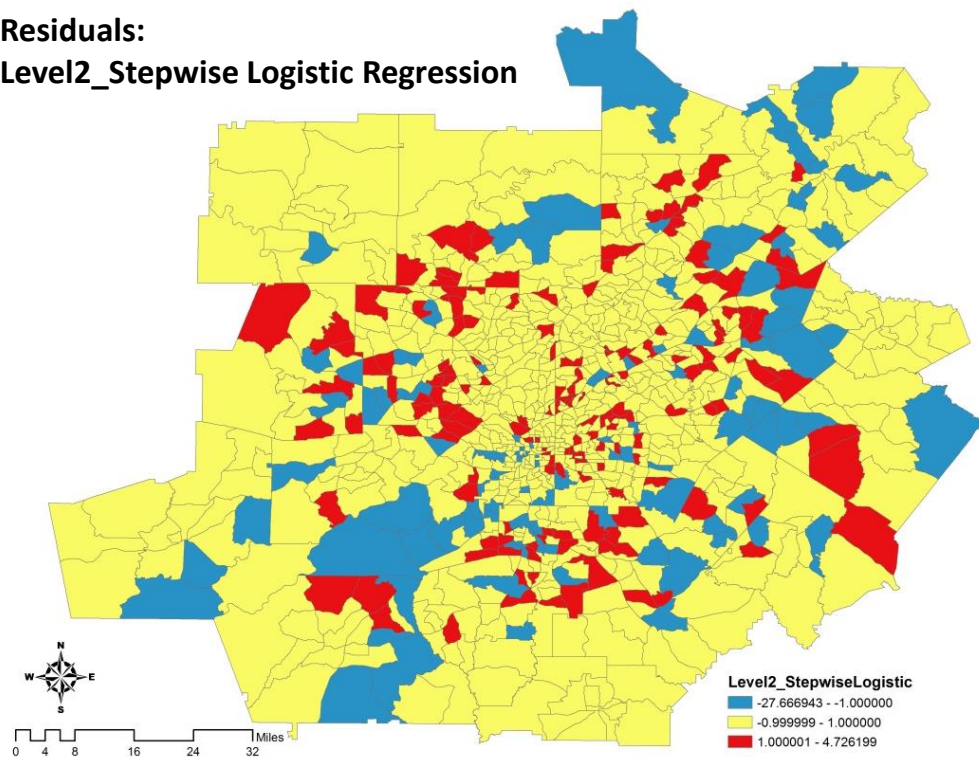 Residuals:
Level2_Stepwise Logistic Regression
N
W E
S
Miles
0 4 8 16 24 32
Level2_StepwiseLogistic
-27.666943 - -1.000000
-0.999999 - 1.000000
1.000001 - 4.726199